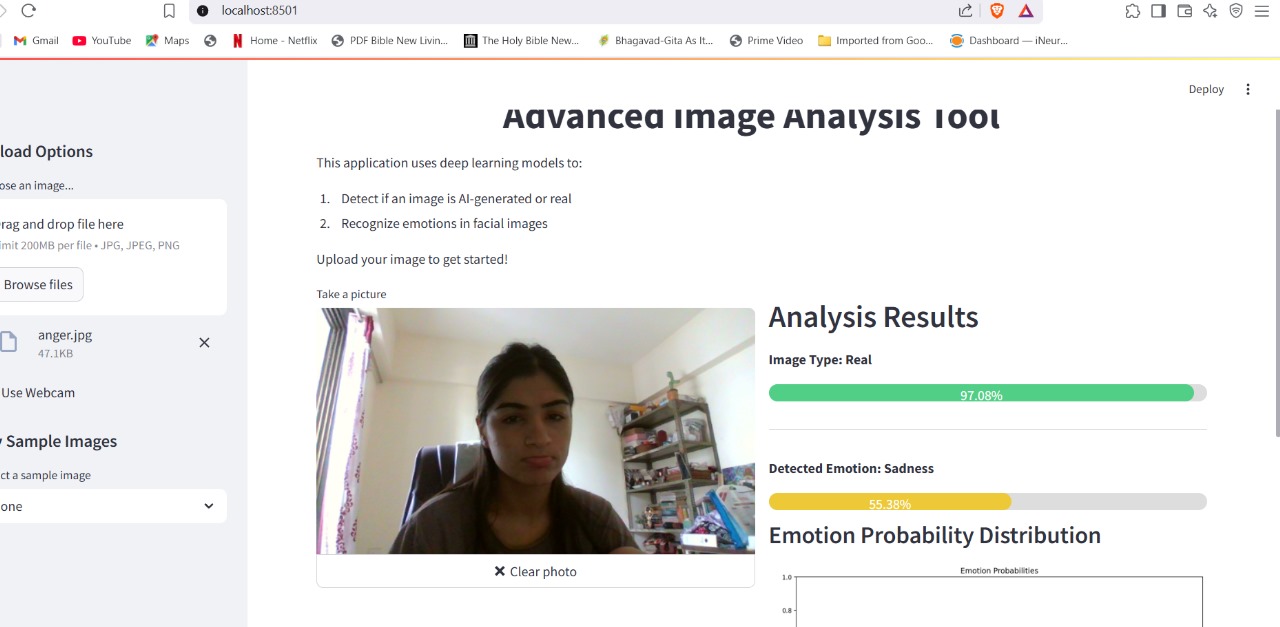 localhost:8501
Gmail YouTube Maps Home - Netflix PDF Bible New Livin... The Holy Bible New... Bhagavad-Gita As It... Prime Video Imported from Goo... Dashboard — iNeur...
Deploy
Advanced Image Analysis Tool
load Options
ose an image...
rag and drop file here
imit 200MB per file • JPG, JPEG, PNG
Browse files
anger.jpg
47.1KB
Use Webcam
y Sample Images
ct a sample image
one
This application uses deep learning models to:
1. Detect if an image is AI-generated or real
2. Recognize emotions in facial images
Upload your image to get started!
Take a picture
Clear photo
Analysis Results
Image Type: Real
97.08%
Detected Emotion: Sadness
55.38%
Emotion Probability Distribution
Emotion Probabilities
1.0
0.8